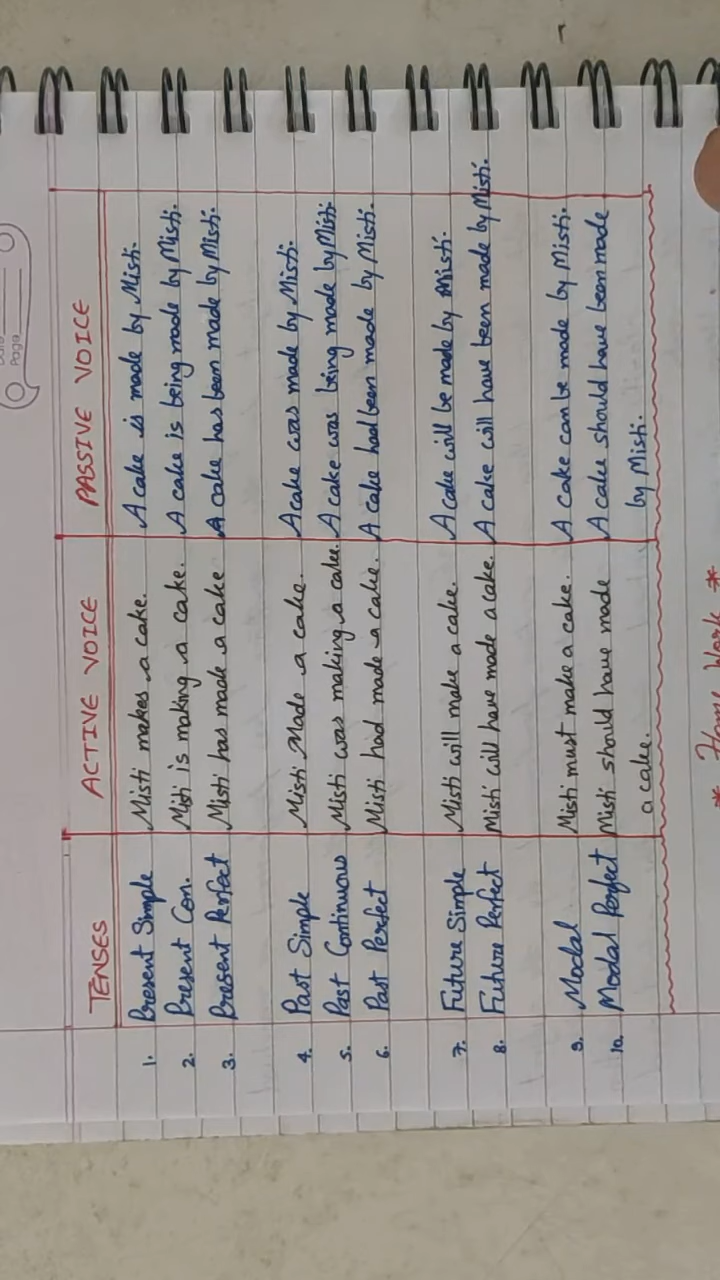 Page
TENSES ACTIVE VOICE PASSIVE VOICE
1. Present Simple Misti makes a cake. A cake is made by Misti.
2. Present Con. Misti is making a cake. A cake is being made by Misti.
3. Present Perfect Misti has made a cake A cake has been made by Misti.
4. Past Simple Misti Made a cake. A cake was made by Misti.
5. Past Continuous Misti was making a cake. A cake was being made by Misti.
6. Past Perfect Misti had made a cake. A cake had been made by Misti.
7. Future Simple Misti will make a cake. A cake will be made by Misti.
8. Future Perfect Misti will have made a cake. A cake will have been made by Misti.
9. Modal Misti must make a cake. A cake can be made by Misti.
10. Modal Perfect Misti should have made A cake should have been made
a cake. by Misti.
* Home Work *